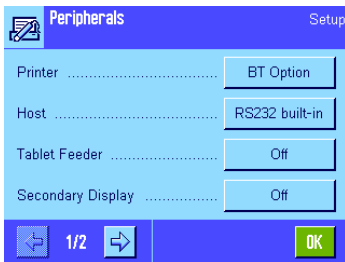 Peripherals Setup
Printer ................................... BT Option
Host ...................................... RS232 built-in
Tablet Feeder ......................... Off
Secondary Display ................. Off
1/2 OK